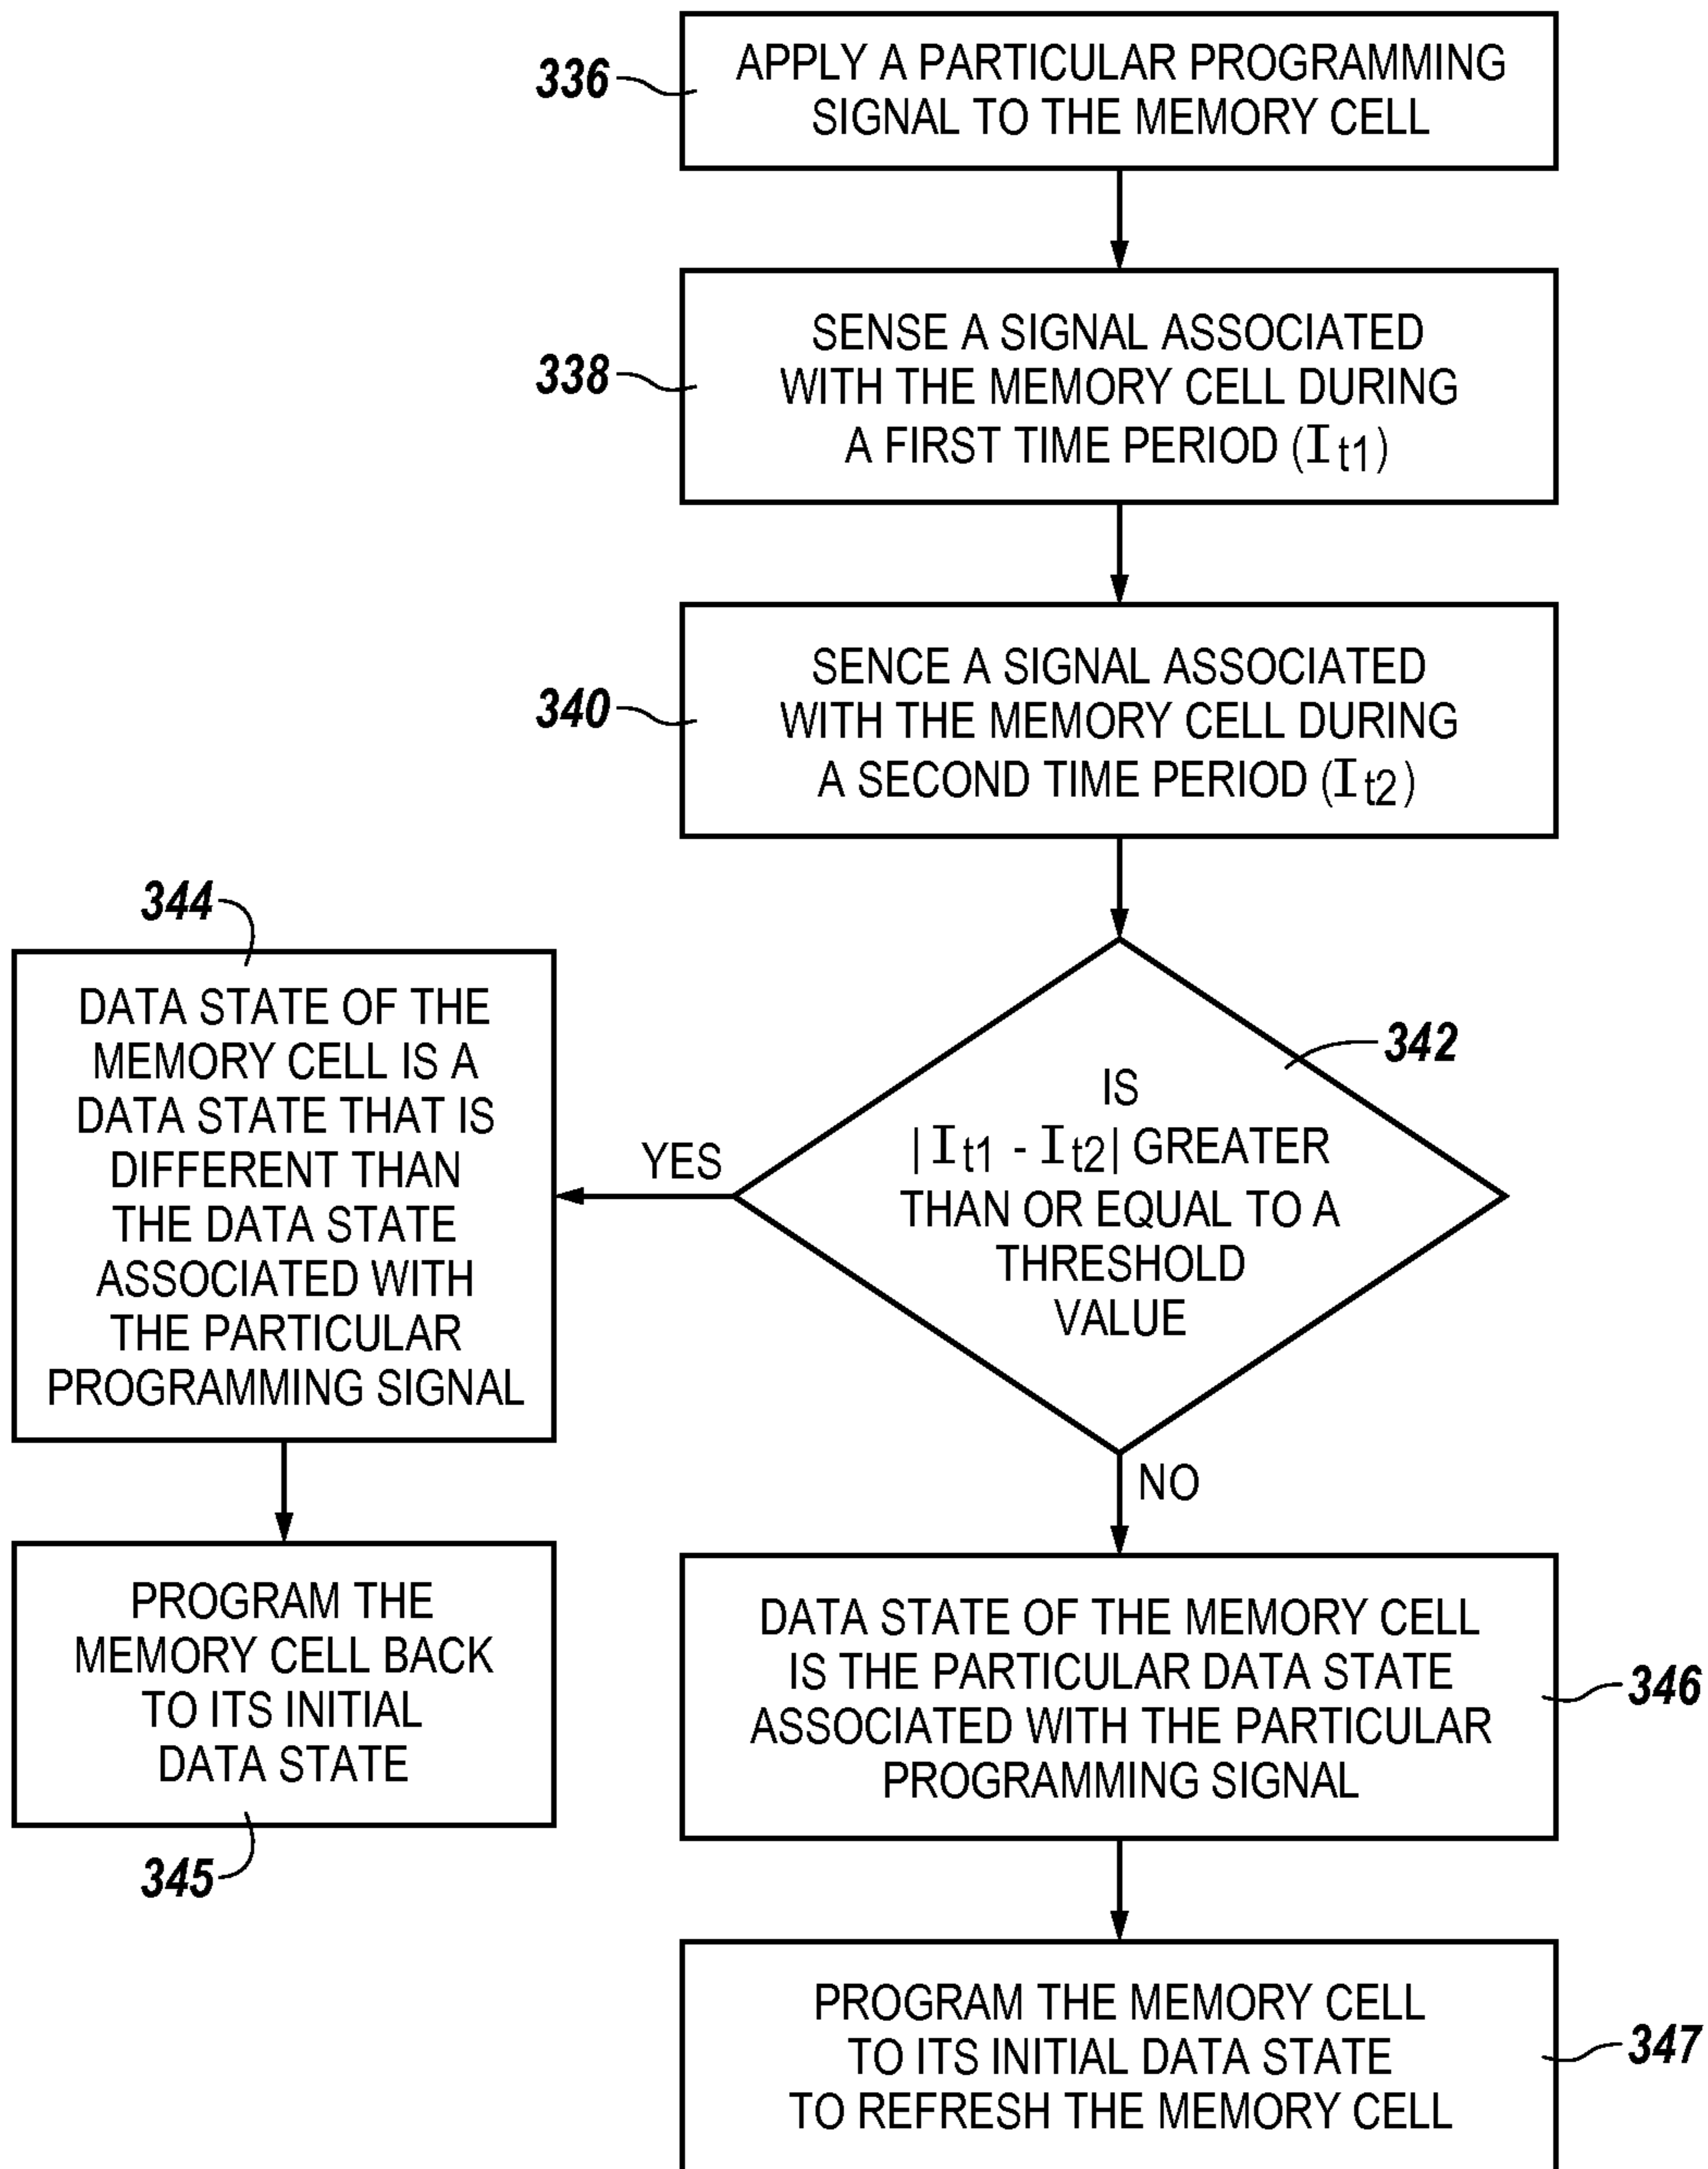 336
APPLY A PARTICULAR PROGRAMMING
SIGNAL TO THE MEMORY CELL
338
SENSE A SIGNAL ASSOCIATED
WITH THE MEMORY CELL DURING
A FIRST TIME PERIOD (It1)
340
SENCE A SIGNAL ASSOCIATED
WITH THE MEMORY CELL DURING
A SECOND TIME PERIOD (It2)
342
IS
|It1 - It2| GREATER
THAN OR EQUAL TO A
THRESHOLD
VALUE
YES
344
DATA STATE OF THE
MEMORY CELL IS A
DATA STATE THAT IS
DIFFERENT THAN
THE DATA STATE
ASSOCIATED WITH
THE PARTICULAR
PROGRAMMING SIGNAL
PROGRAM THE
MEMORY CELL BACK
TO ITS INITIAL
DATA STATE
345
NO
DATA STATE OF THE MEMORY CELL
IS THE PARTICULAR DATA STATE
ASSOCIATED WITH THE PARTICULAR
PROGRAMMING SIGNAL
346
PROGRAM THE MEMORY CELL
TO ITS INITIAL DATA STATE
TO REFRESH THE MEMORY CELL
347